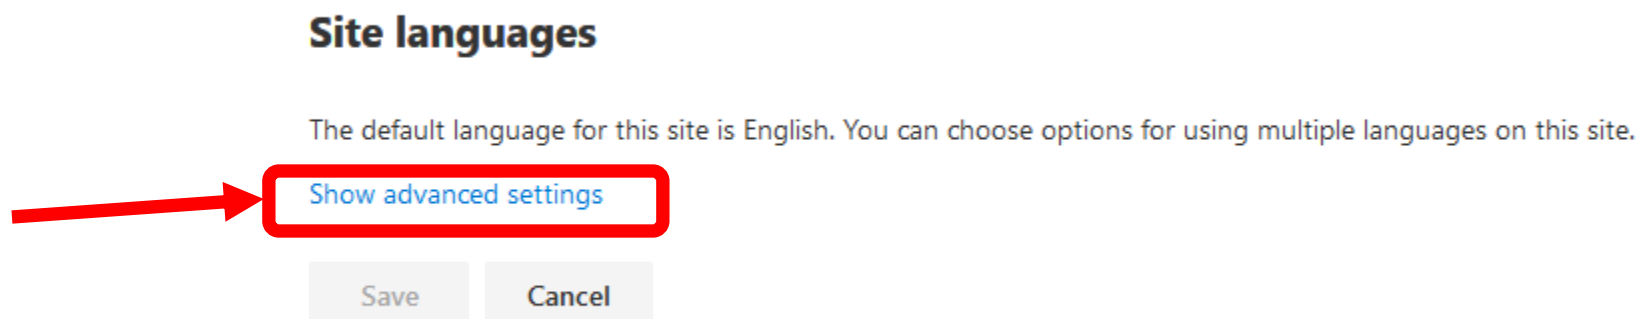 Site languages
The default language for this site is English. You can choose options for using multiple languages on this site.
Show advanced settings
Save Cancel